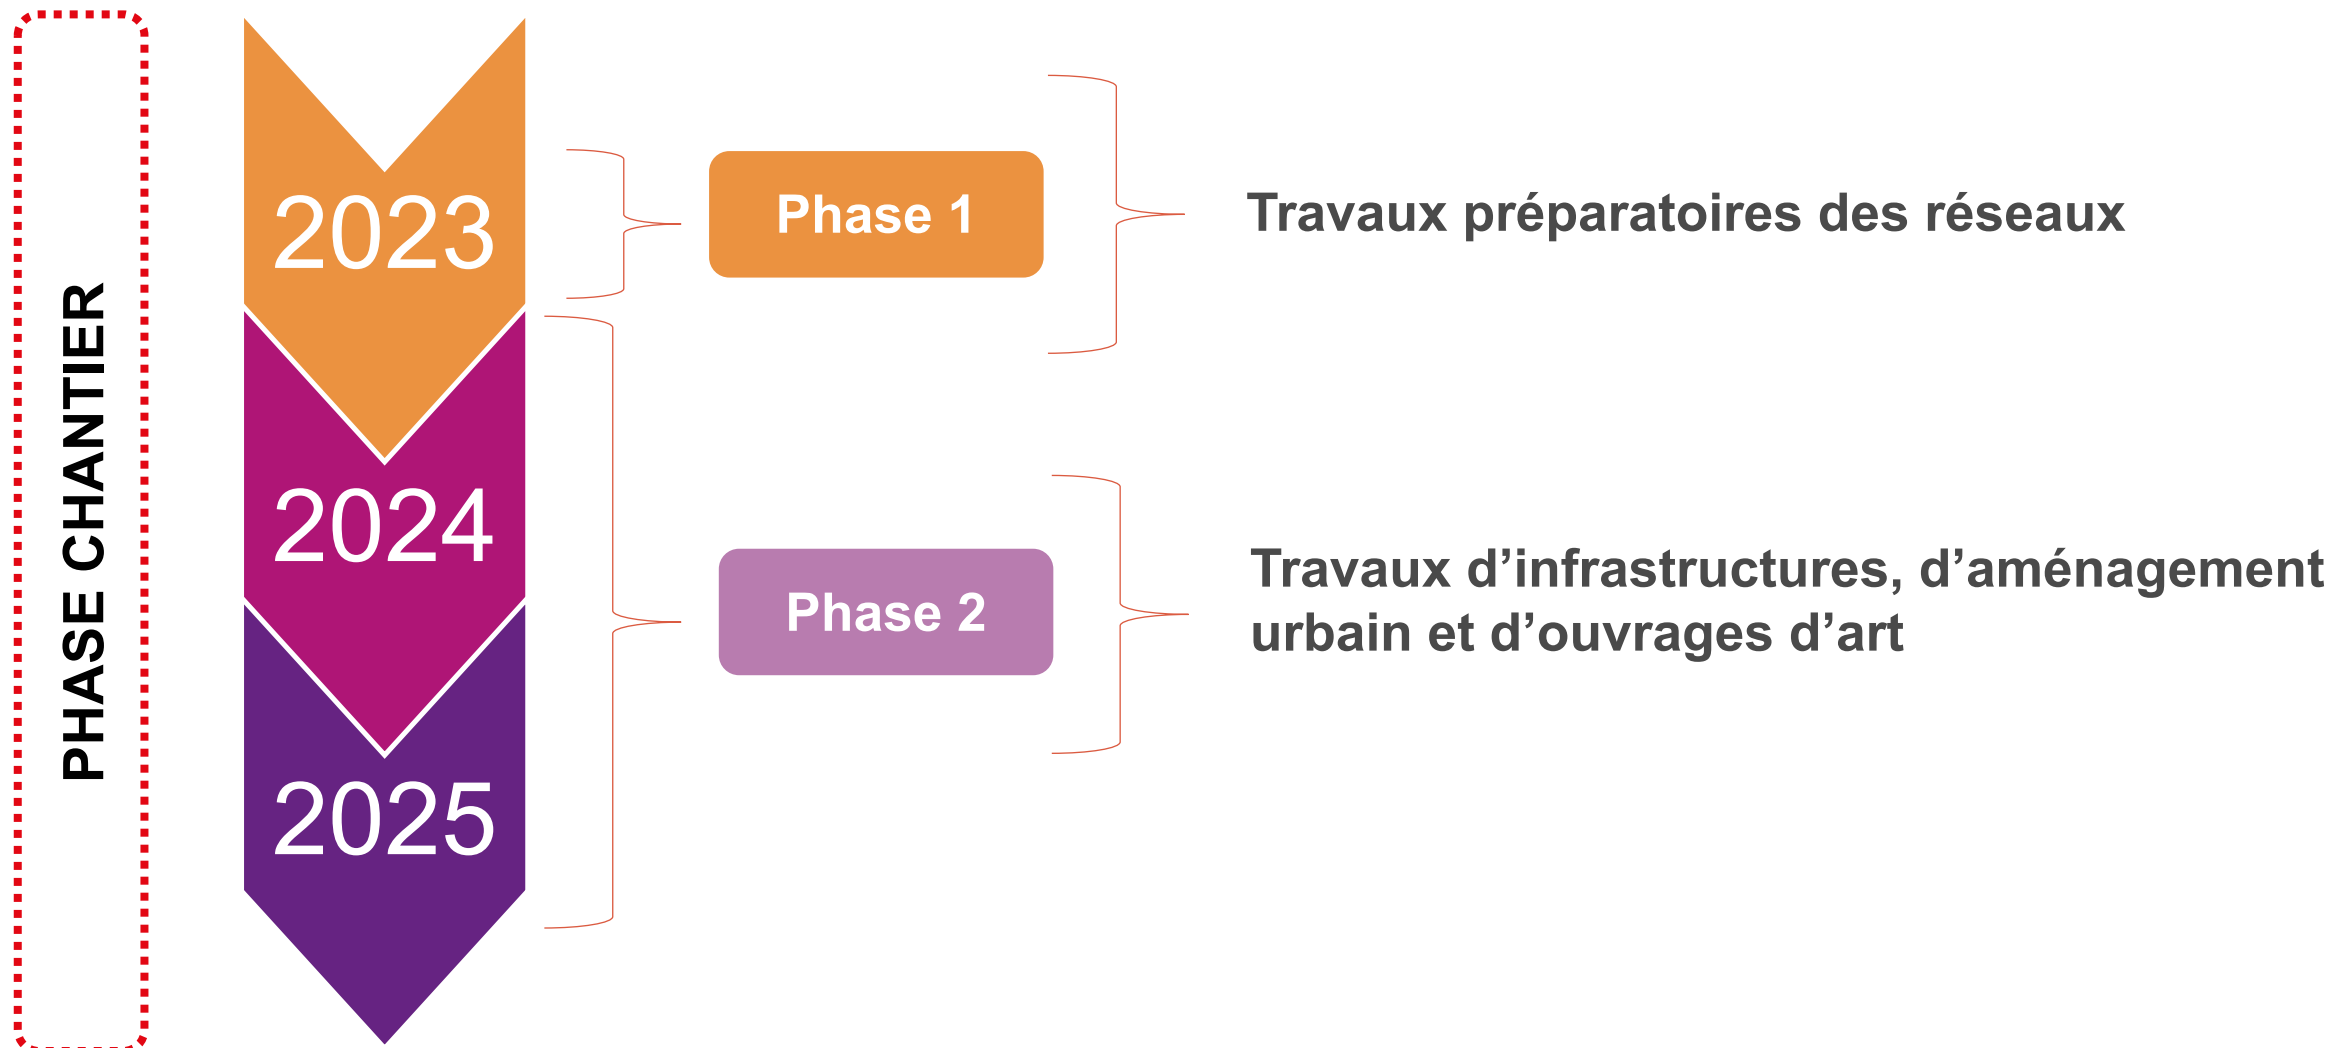 PHASE CHANTIER
2023
Phase 1
Travaux préparatoires des réseaux
2024
2025
Phase 2
Travaux d’infrastructures, d’aménagement
urbain et d’ouvrages d’art